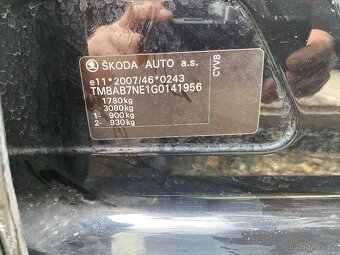 ŠKODA AUTO a.s.
e11*2007/46*0243
TMBAB7NE1G0141956
1780kg
3080kg
1- 900kg
2- 930kg
CYVB